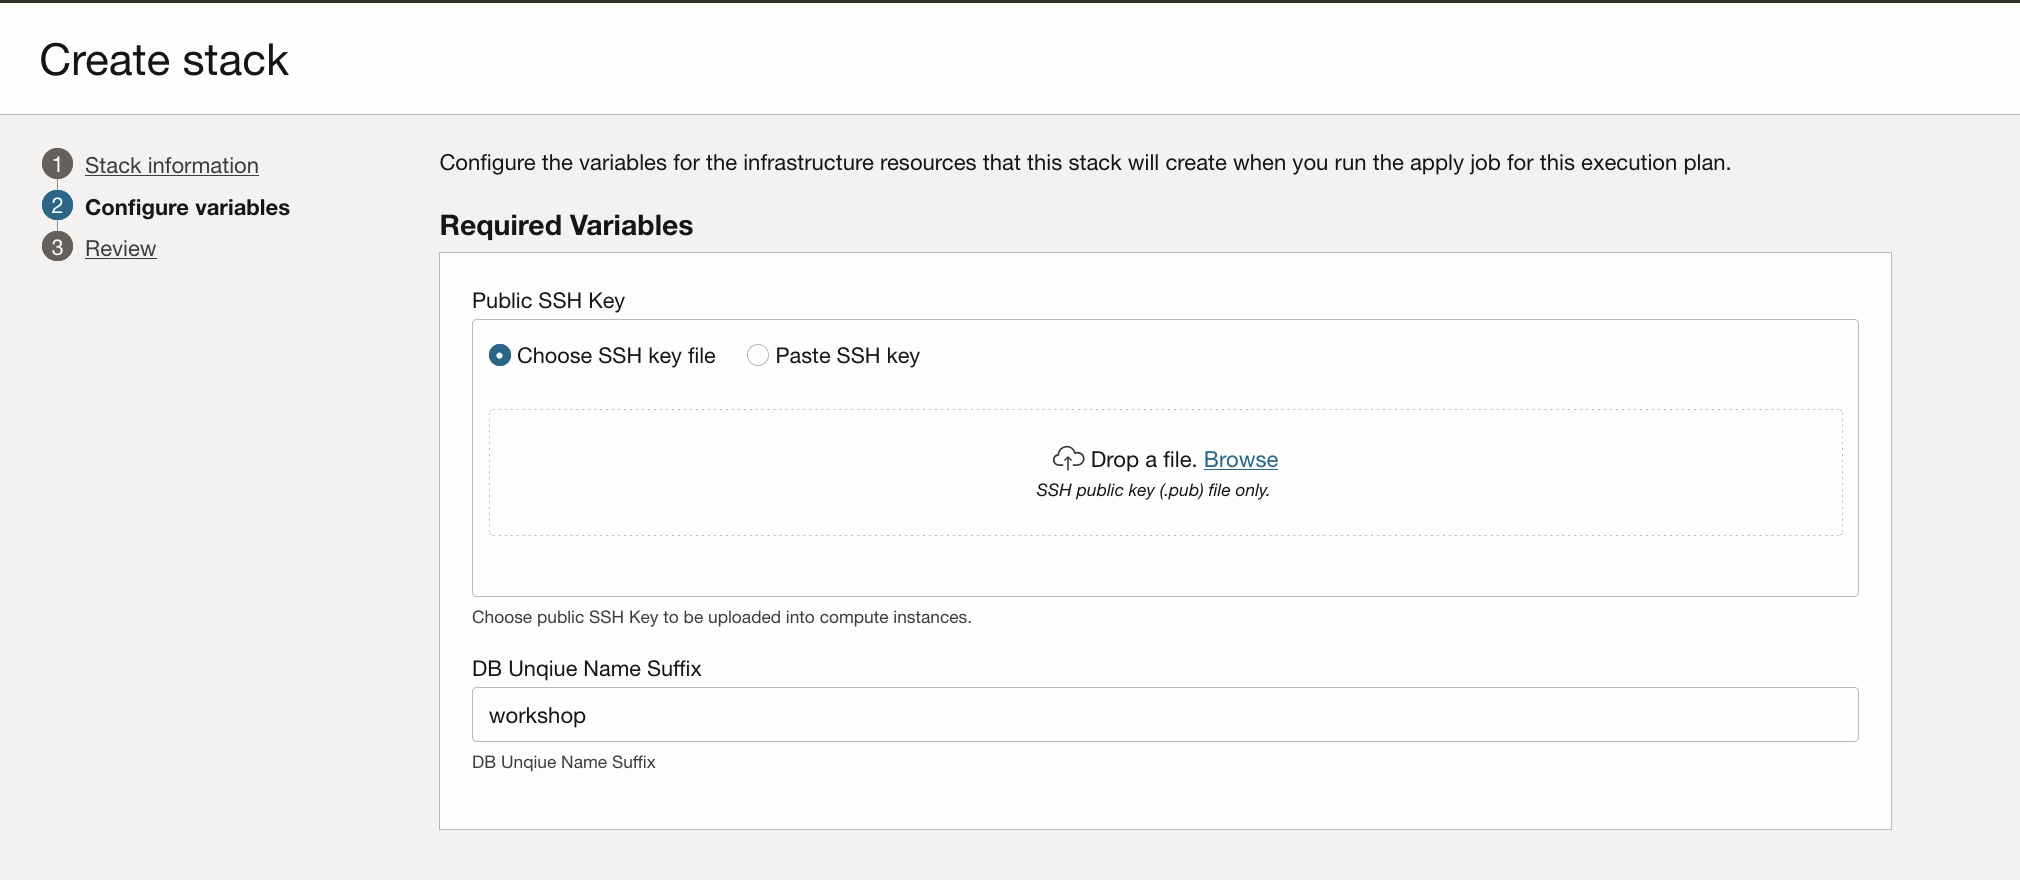 Create stack
1 Stack information
2 Configure variables
3 Review
Configure the variables for the infrastructure resources that this stack will create when you run the apply job for this execution plan.
Required Variables
Public SSH Key
Choose SSH key file Paste SSH key
Drop a file. Browse
SSH public key (.pub) file only.
Choose public SSH Key to be uploaded into compute instances.
DB Unqiue Name Suffix
workshop
DB Unqiue Name Suffix